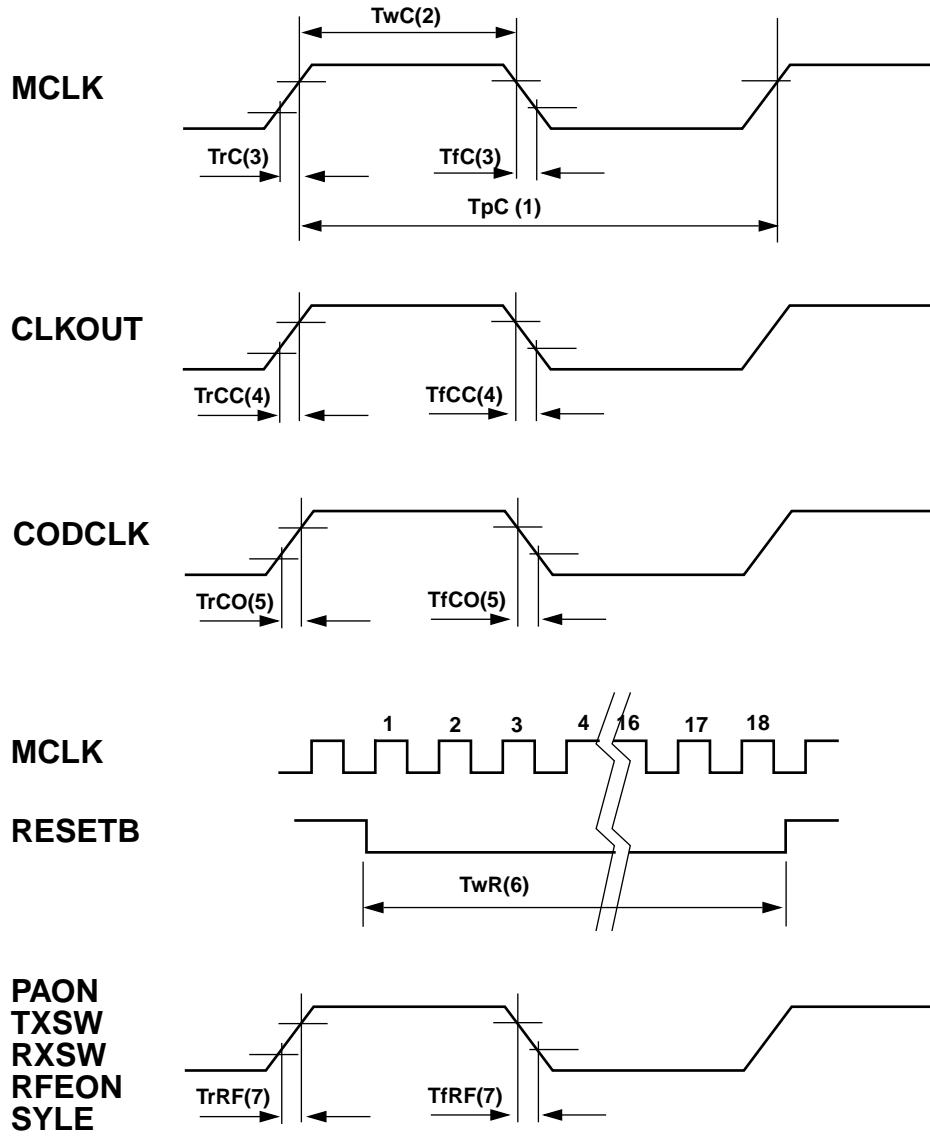 TwC(2)
MCLK
TrC(3)
TfC(3)
TpC (1)
CLKOUT
TrCC(4)
TfCC(4)
CODCLK
TrCO(5)
TfCO(5)
1 2 3 4 16 17 18
MCLK
RESETB
TwR(6)
PAON
TXSW
RXSW
RFEON
SYLE
TrRF(7)
TfRF(7)